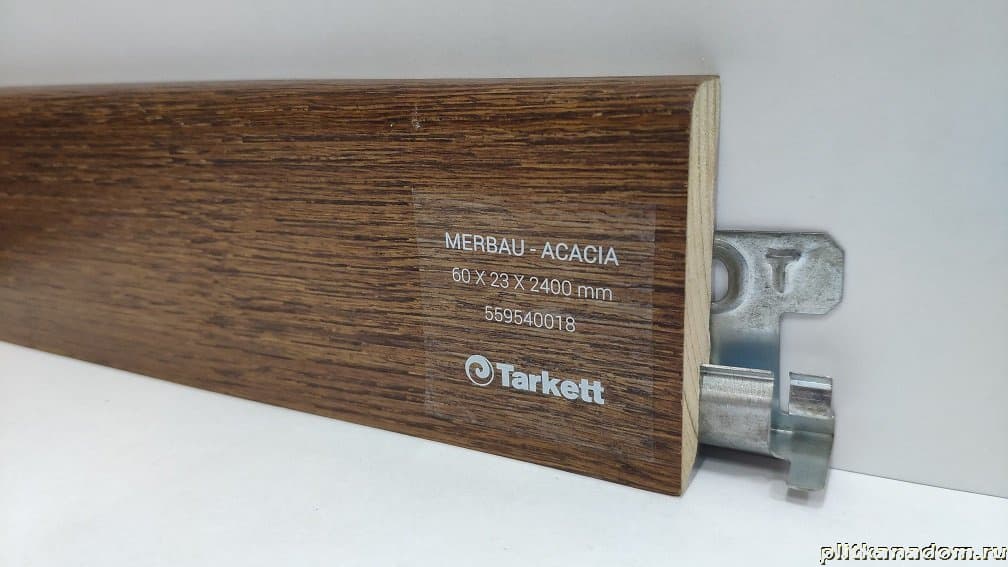 MERBAU - ACACIA
60 X 23 X 2400 mm
559540018
Tarkett
plitkanadom.ru